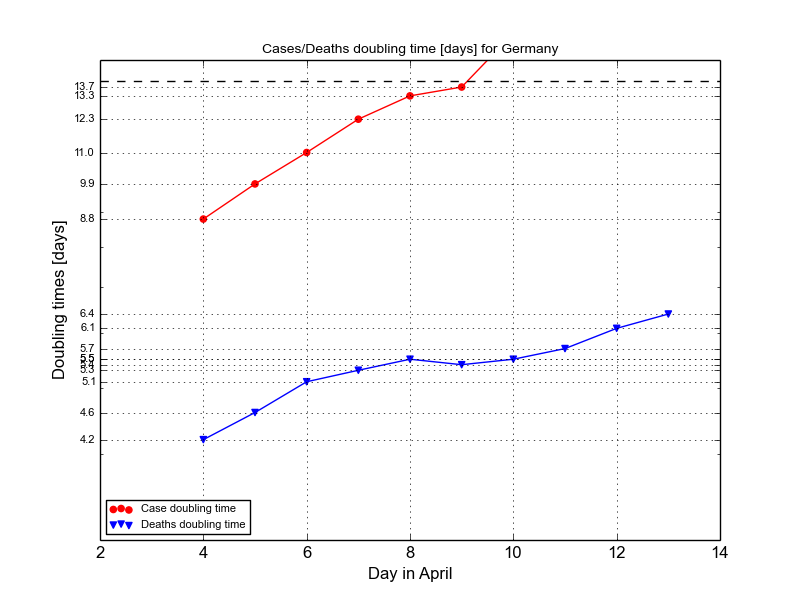 Cases/Deaths doubling time [days] for Germany
Doubling times [days]
13.7
13.3
12.3
11.0
9.9
8.8
6.4
6.1
5.7
5.5
5.3
5.1
4.6
4.2
Case doubling time
Deaths doubling time
2 4 6 8 10 12 14
Day in April